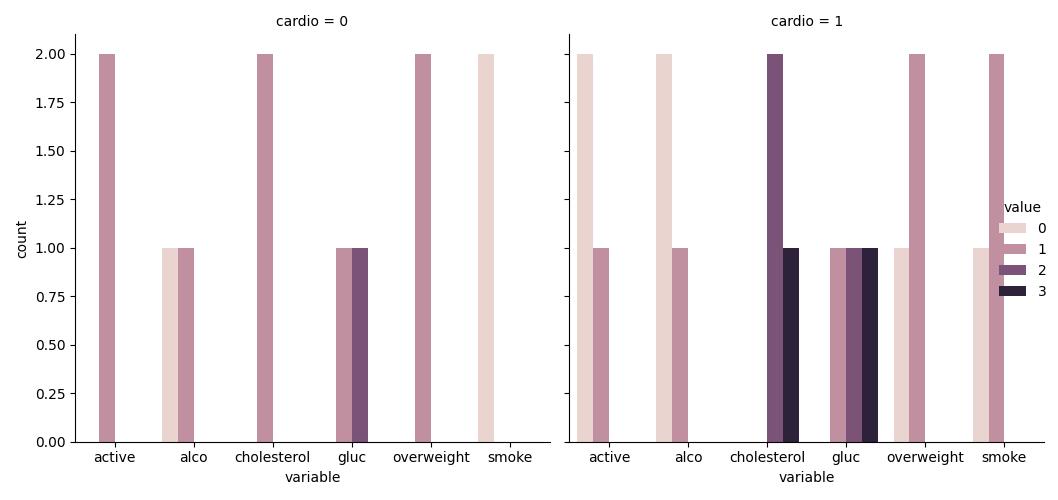 cardio = 0
cardio = 1
2.00
1.75
1.50
1.25
1.00
0.75
0.50
0.25
0.00
count
active alco cholesterol gluc overweight smoke
variable
active alco cholesterol gluc overweight smoke
variable
value
0
1
2
3